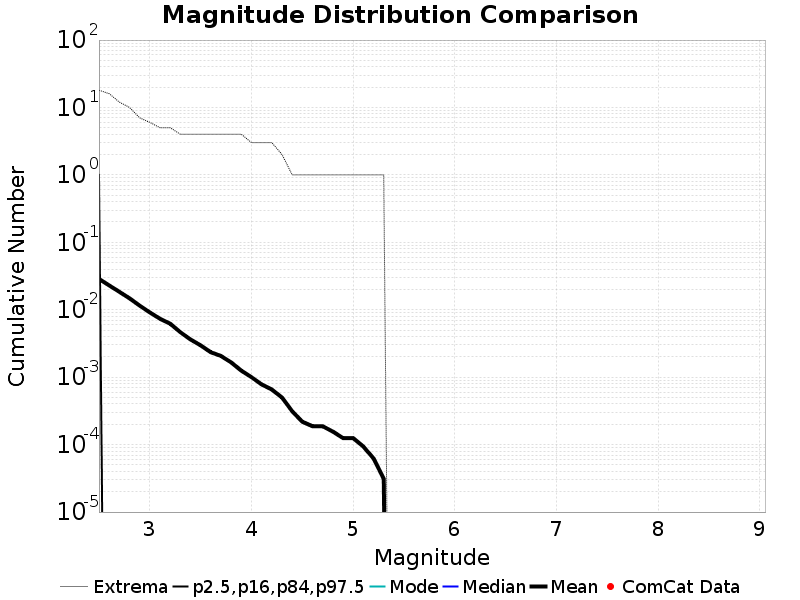 Magnitude Distribution Comparison
Cumulative Number
10^2
10^1
10^0
10^-1
10^-2
10^-3
10^-4
10^-5
3 4 5 6 7 8 9
Magnitude
Extrema p2.5,p16,p84,p97.5 Mode Median Mean ComCat Data